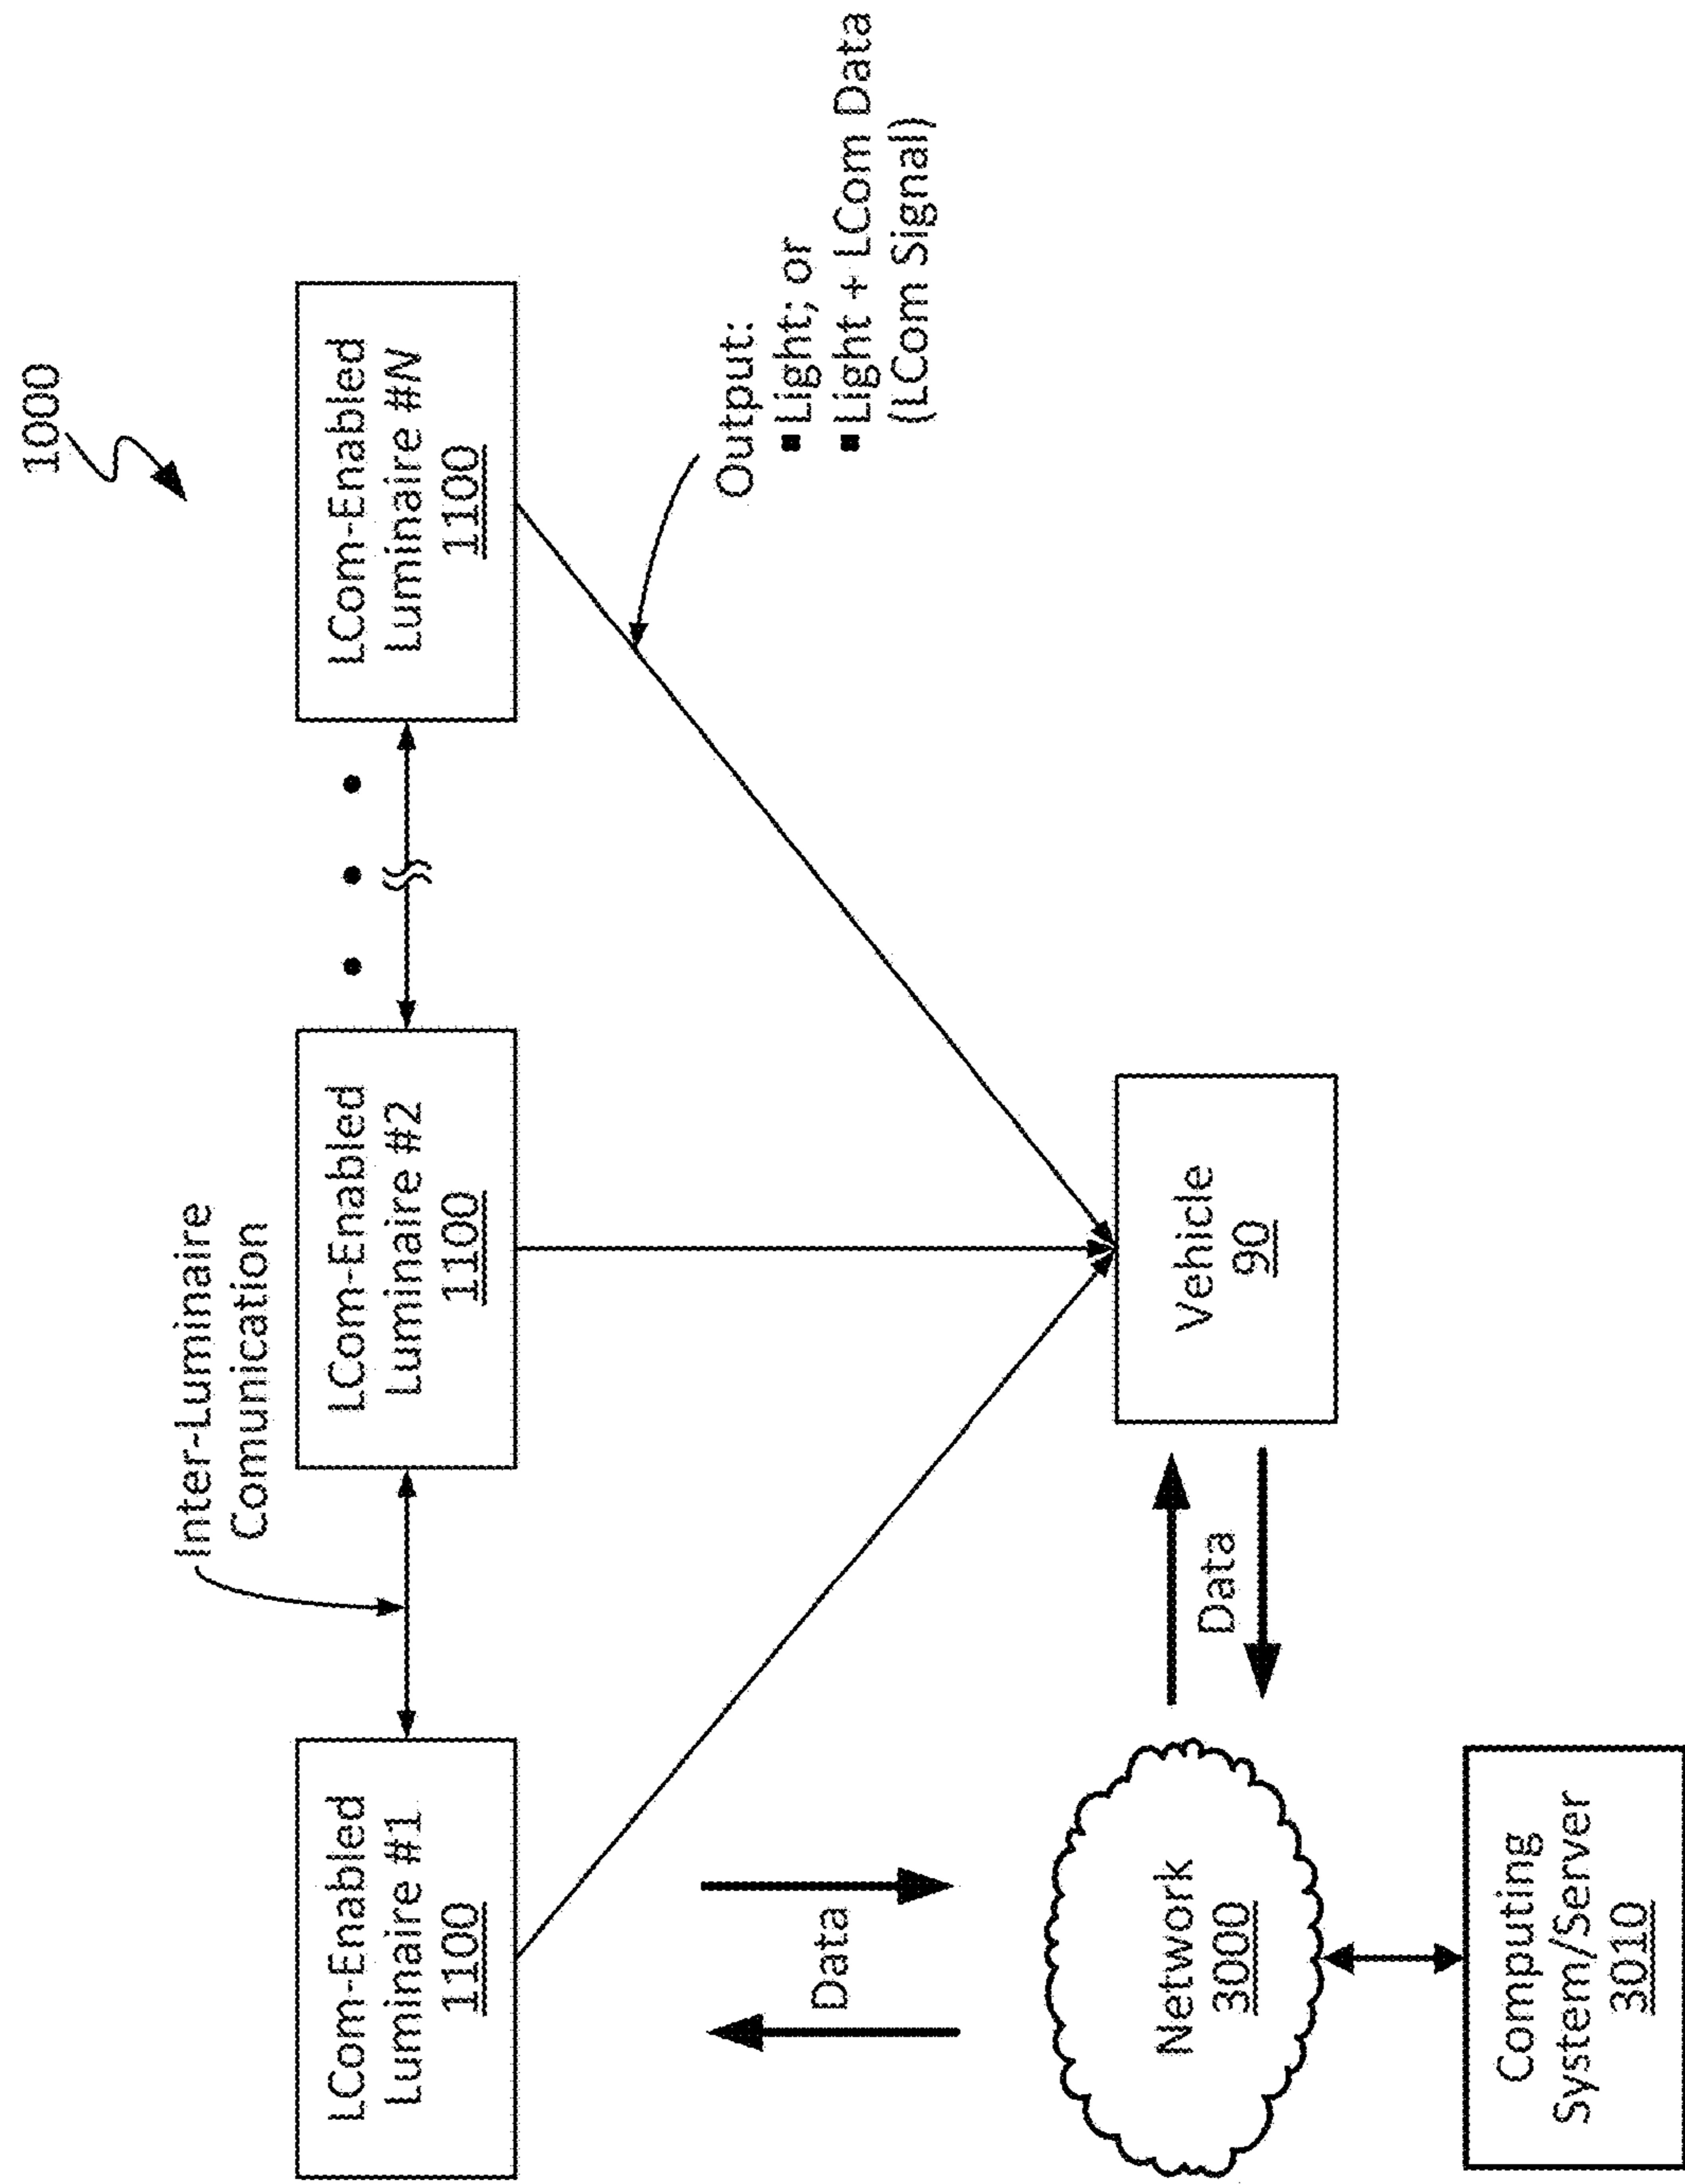 1000
Inter-Luminaire
Comunication
LCom-Enabled
Luminaire #1
1100
LCom-Enabled
Luminaire #2
1100
LCom-Enabled
Luminaire #N
1100
Output:
▪Light; or
▪Light + LCom Data
(LCom Signal)
Data
Data
Vehicle
90
Network
3000
Computing
System/Server
3010